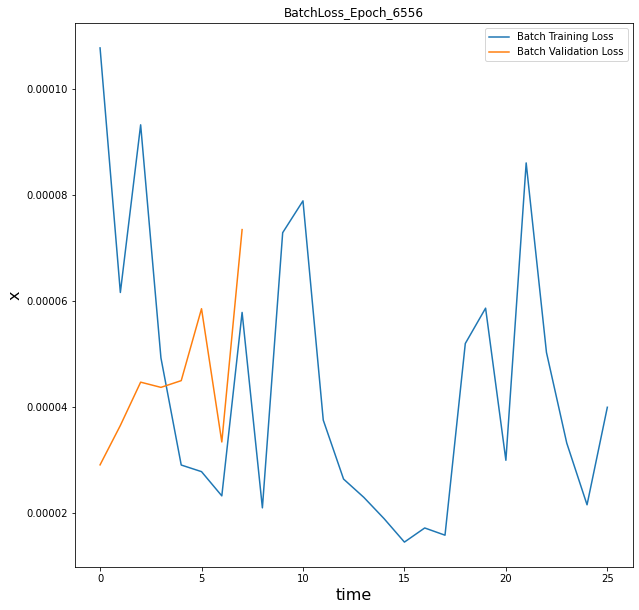 BatchLoss_Epoch_6556
Batch Training Loss
Batch Validation Loss
0.00010
0.00008
0.00006
0.00004
0.00002
x
0 5 10 15 20 25
time